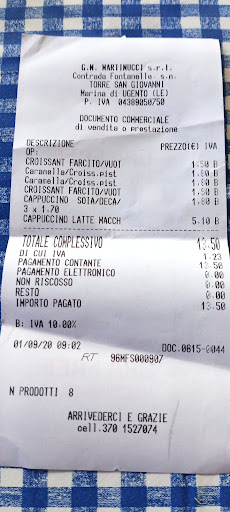 G.N. MARTINUCCI s.r.l.
Contrada Fontanelle s.n.
TORRE SAN GIOVANNI
Marina di UGENTO (LE)
P. IVA 04389050750
DOCUMENTO COMMERCIALE
di vendita o prestazione
DESCRIZIONE PREZZO(€) IVA
OP:
CROISSANT FARCITO/VUOT 1.50 B
Caramella/Croiss.pist 1.80 B
Caramella/Croiss.pist 1.80 B
CROISSANT FARCITO/VUOT 1.50 B
CAPPUCCINO SOIA/DECA/ 1.80 B
3 x 1.70
CAPPUCCINO LATTE MACCH 5.10 B
TOTALE COMPLESSIVO 13.50
DI CUI IVA 1.23
PAGAMENTO CONTANTE 13.50
PAGAMENTO ELETTRONICO 0.00
NON RISCOSSO 0.00
RESTO 0.00
IMPORTO PAGATO 13.50
B: IVA 10.00%
01/09/20 09:02 DOC.0615-0044
RT 96MFS000907
N PRODOTTI 8
ARRIVEDERCI E GRAZIE
cell.370 1527074